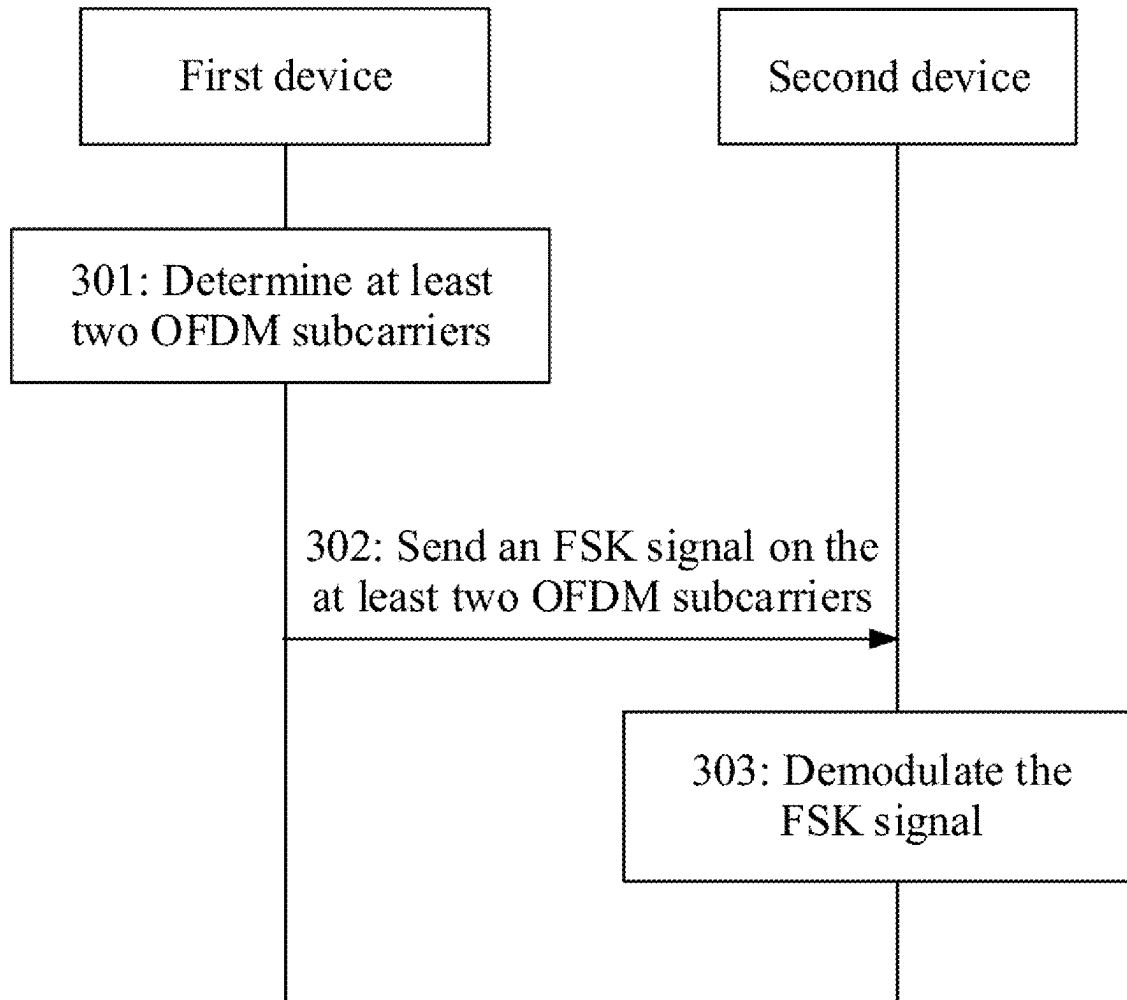 First device
Second device
301: Determine at least
two OFDM subcarriers
302: Send an FSK signal on the
at least two OFDM subcarriers
303: Demodulate the
FSK signal